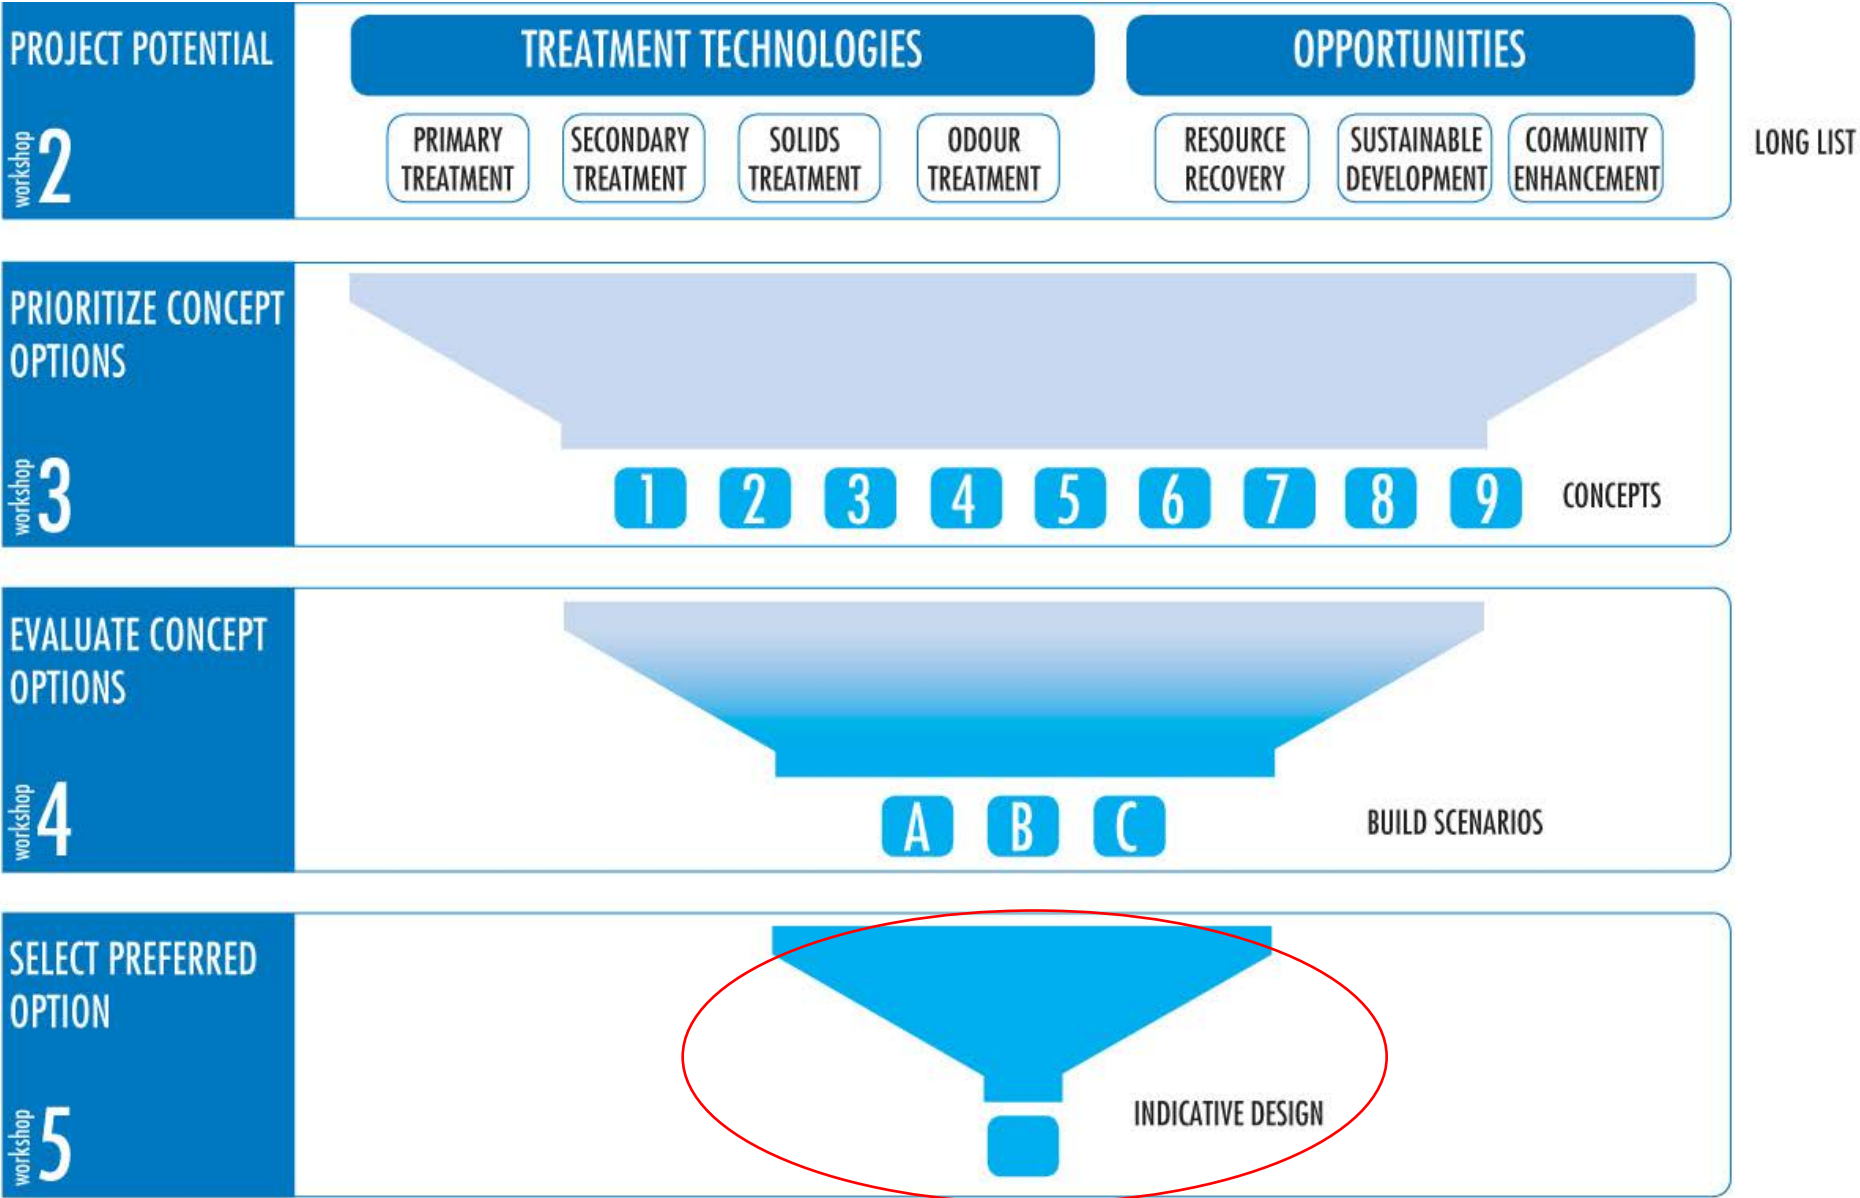 PROJECT POTENTIAL
workshop 2
TREATMENT TECHNOLOGIES
OPPORTUNITIES
PRIMARY
TREATMENT
SECONDARY
TREATMENT
SOLIDS
TREATMENT
ODOUR
TREATMENT
RESOURCE
RECOVERY
SUSTAINABLE
DEVELOPMENT
COMMUNITY
ENHANCEMENT
LONG LIST
PRIORITIZE CONCEPT
OPTIONS
workshop 3
1 2 3 4 5 6 7 8 9
CONCEPTS
EVALUATE CONCEPT
OPTIONS
workshop 4
A B C
BUILD SCENARIOS
SELECT PREFERRED
OPTION
workshop 5
INDICATIVE DESIGN